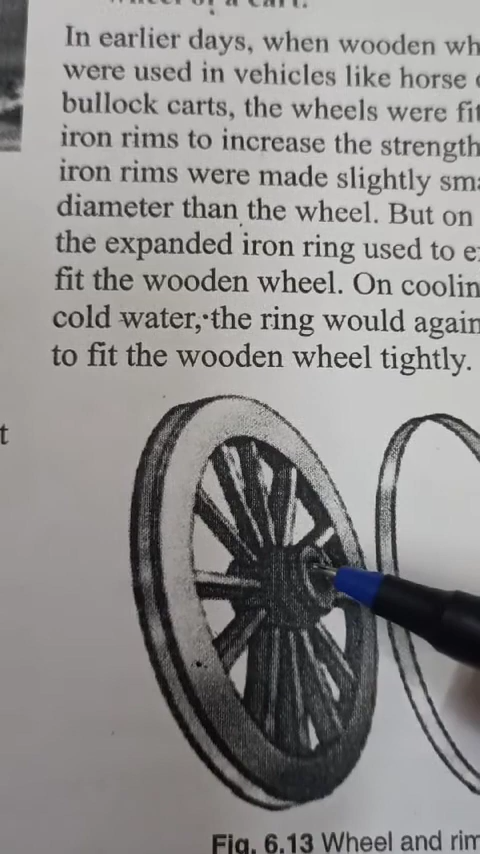 In earlier days, when wooden wh
were used in vehicles like horse
bullock carts, the wheels were fit
iron rims to increase the strength
iron rims were made slightly sma
diameter than the wheel. But on
the expanded iron ring used to e
fit the wooden wheel. On coolin
cold water, the ring would again
to fit the wooden wheel tightly.
t
Fig. 6.13 Wheel and rim